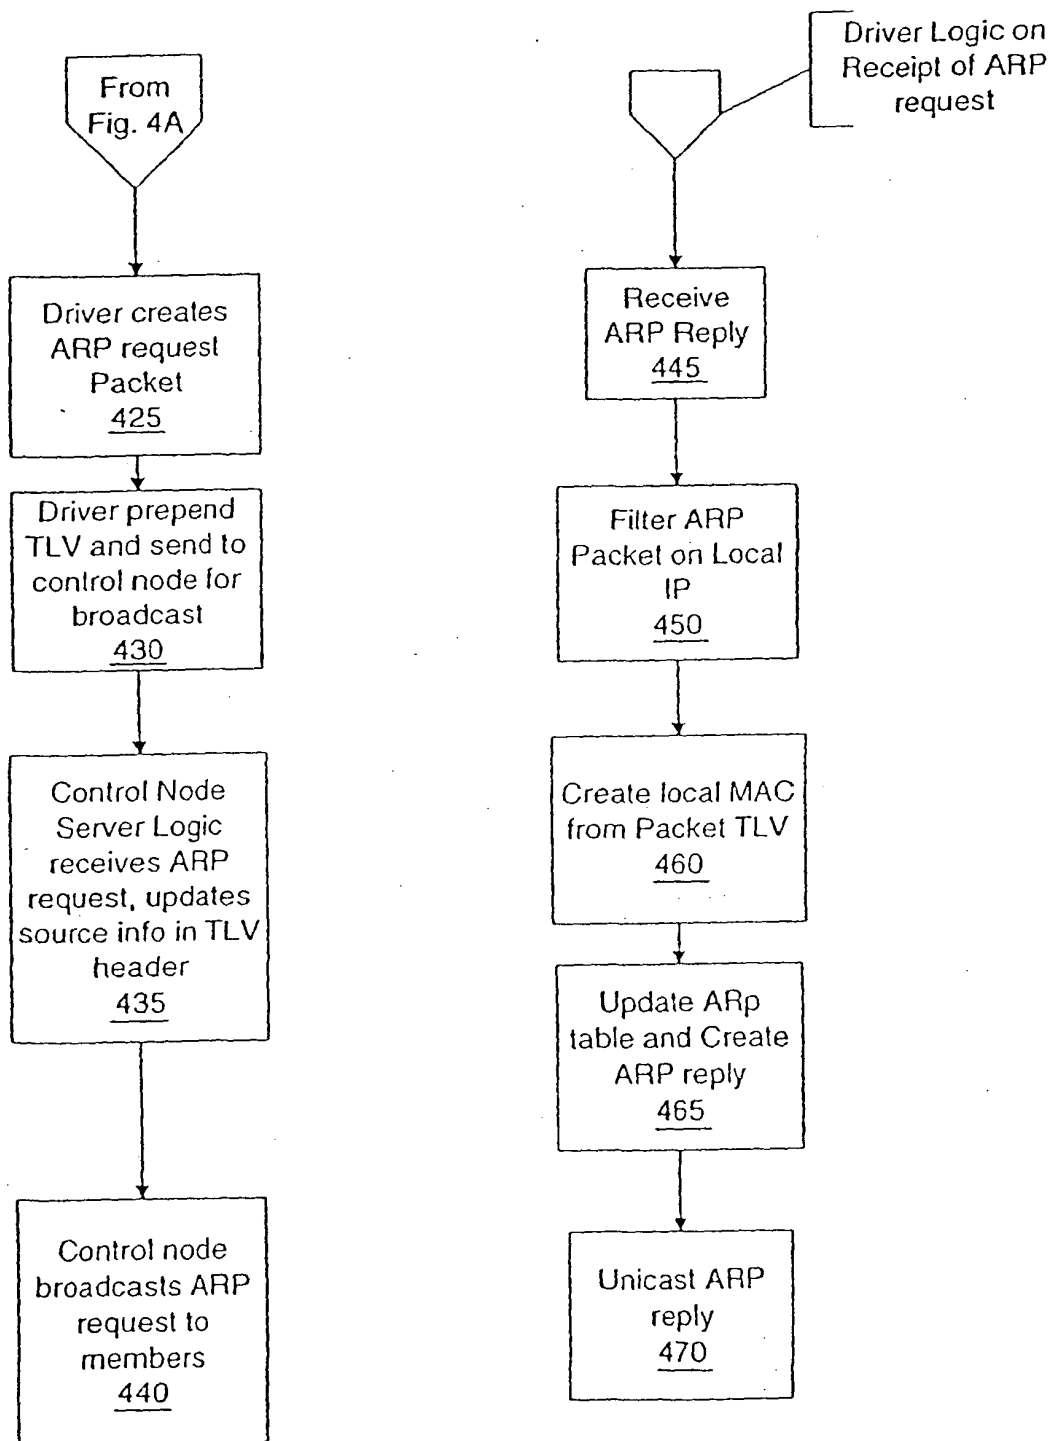 From
Fig. 4A
Driver creates
ARP request
Packet
425
Driver prepend
TLV and send to
control node for
broadcast
430
Control Node
Server Logic
receives ARP
request, updates
source info in TLV
header
435
Control node
broadcasts ARP
request to
members
440
Driver Logic on
Receipt of ARP
request
Receive
ARP Reply
445
Filter ARP
Packet on Local
IP
450
Create local MAC
from Packet TLV
460
Update ARp
table and Create
ARP reply
465
Unicast ARP
reply
470